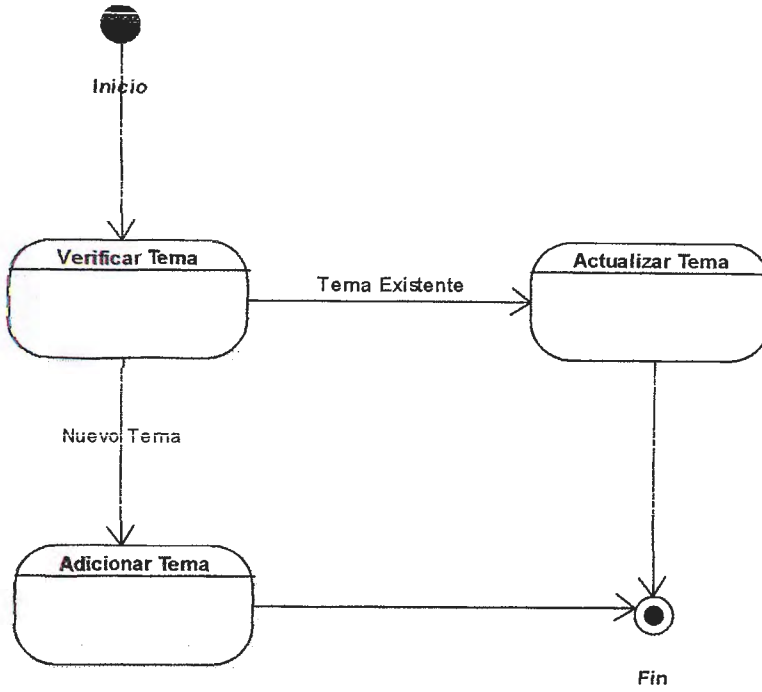 Inicio
Verificar Tema
Tema Existente
Actualizar Tema
Nuevo Tema
Adicionar Tema
Fin